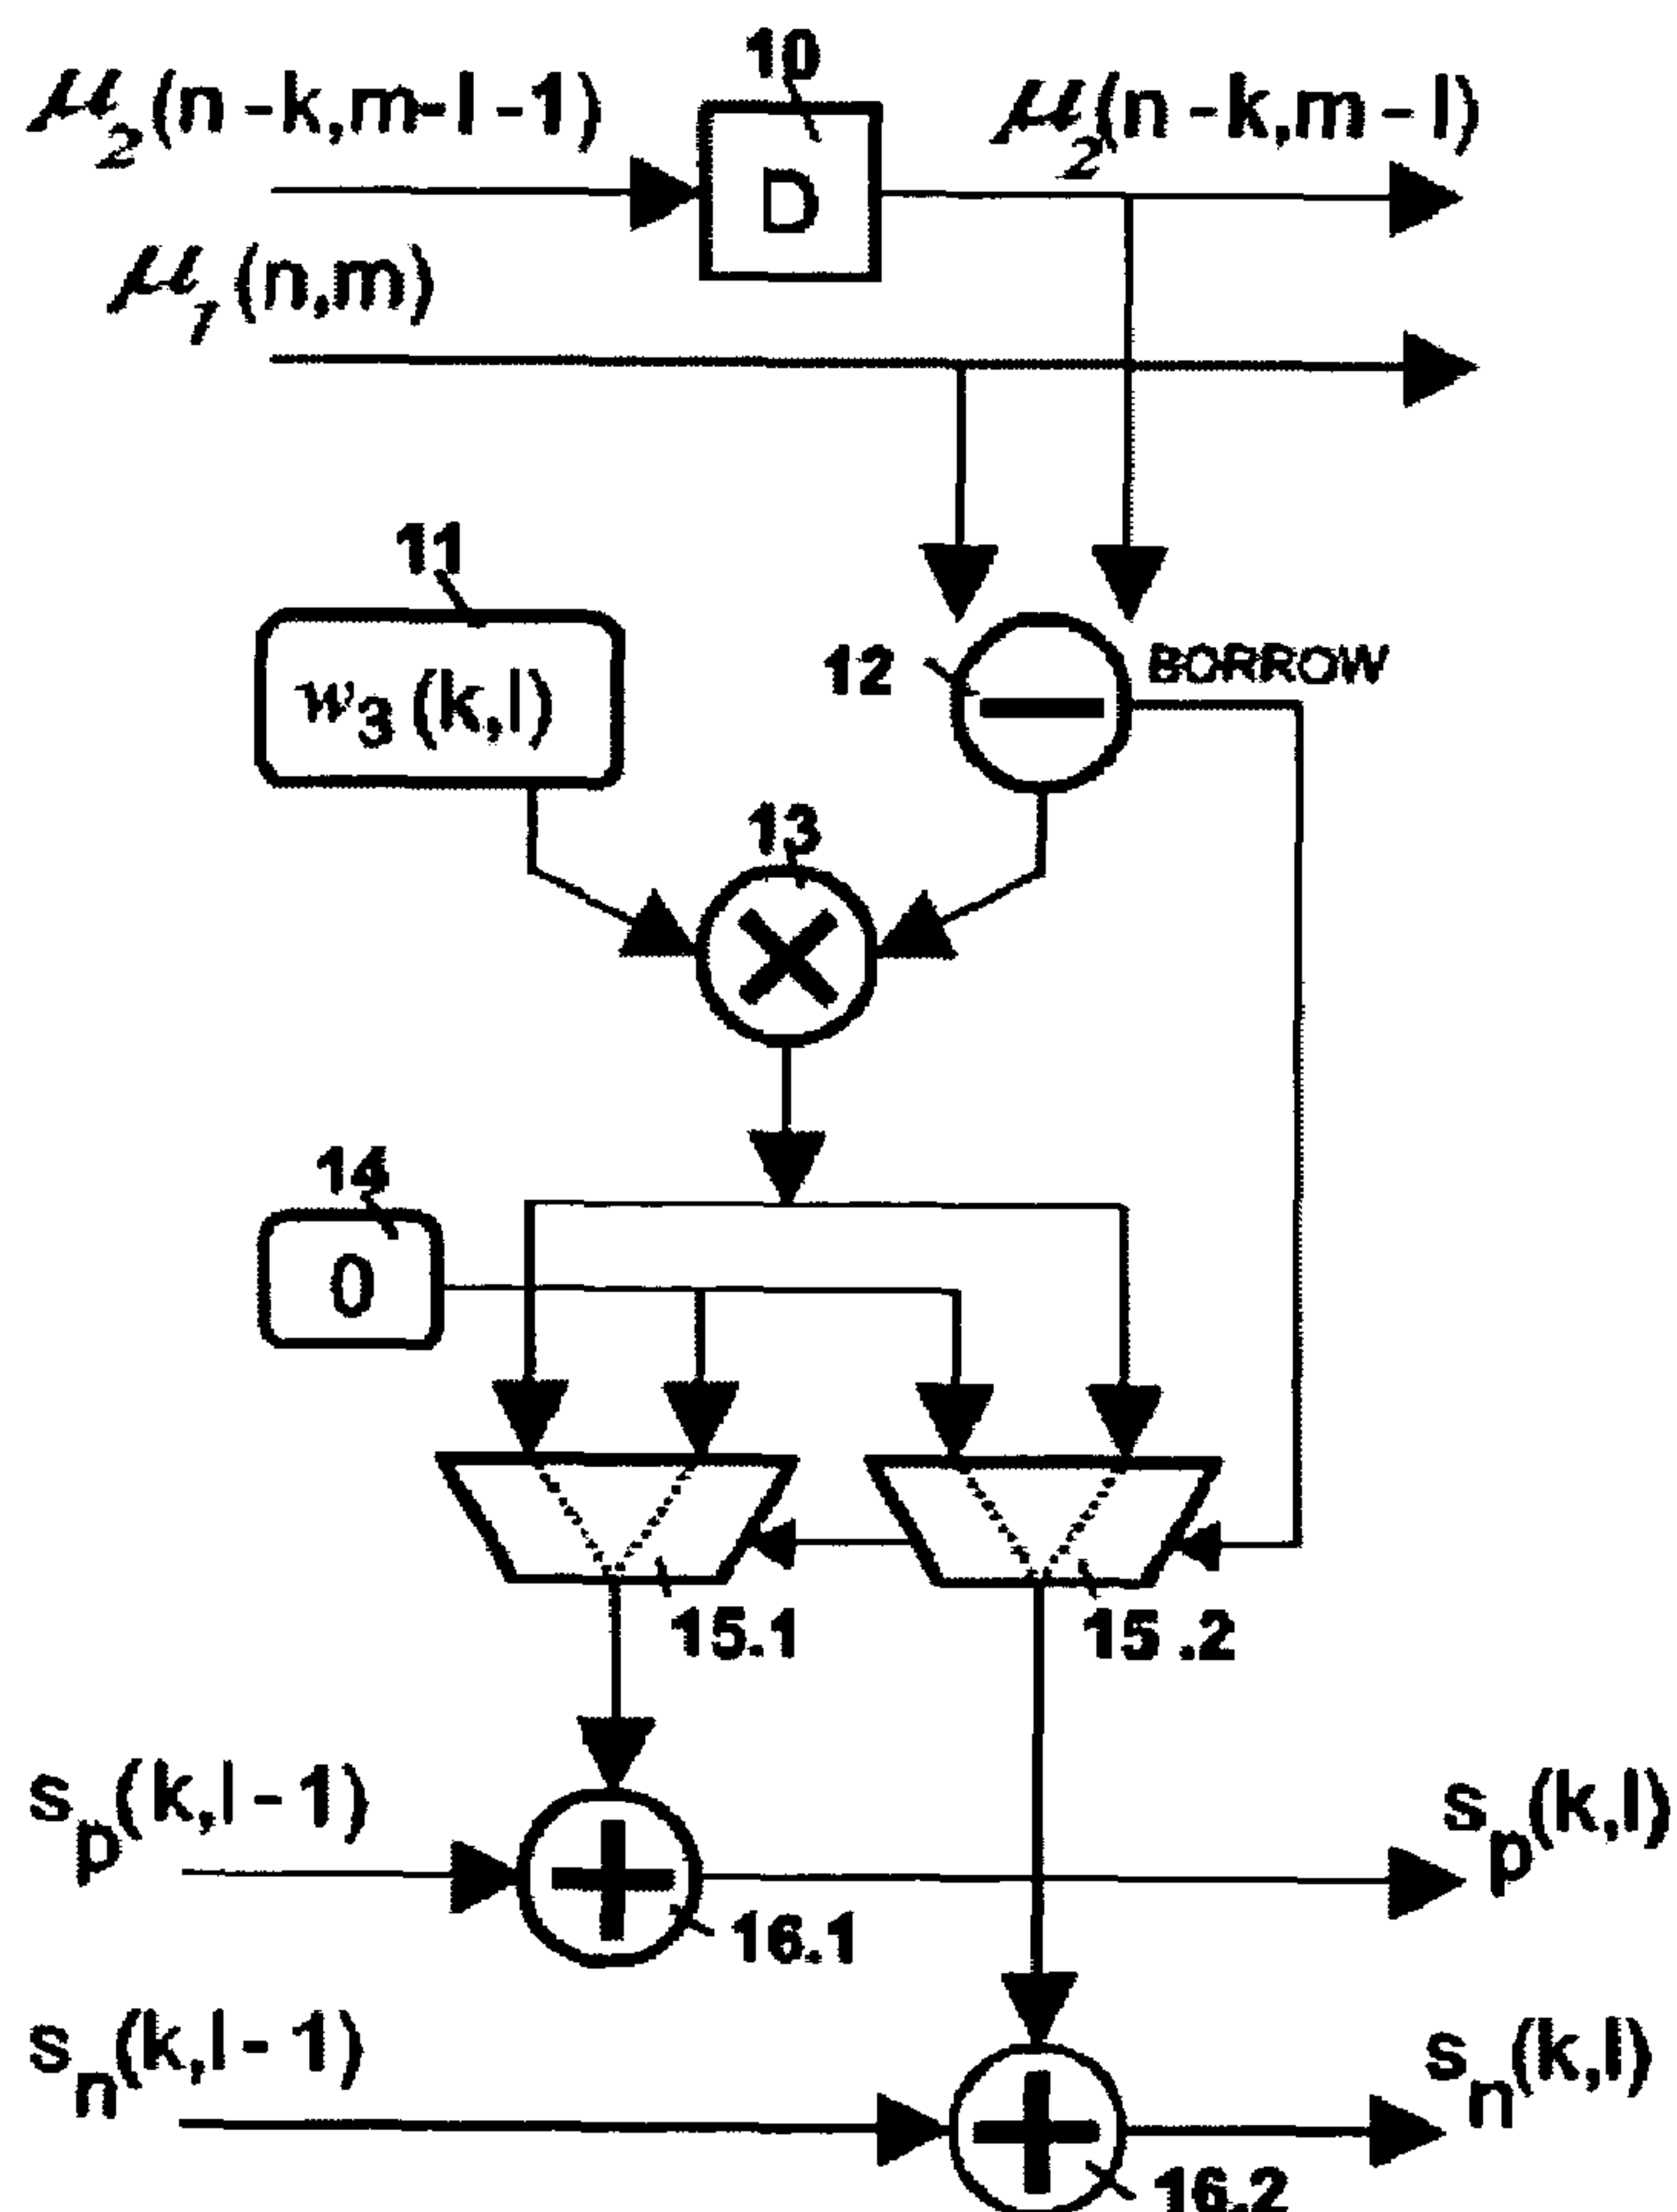 10
μ₂(n-k,m-l-1)
μ₂(n-k,m-l)
D
μ₁(n,m)
11
w₃(k,l)
12
BORROW
13
14
0
15.1
15.2
sₚ(k,l-1)
sₚ(k,l)
16.1
sₙ(k,l-1)
sₙ(k,l)
16.2